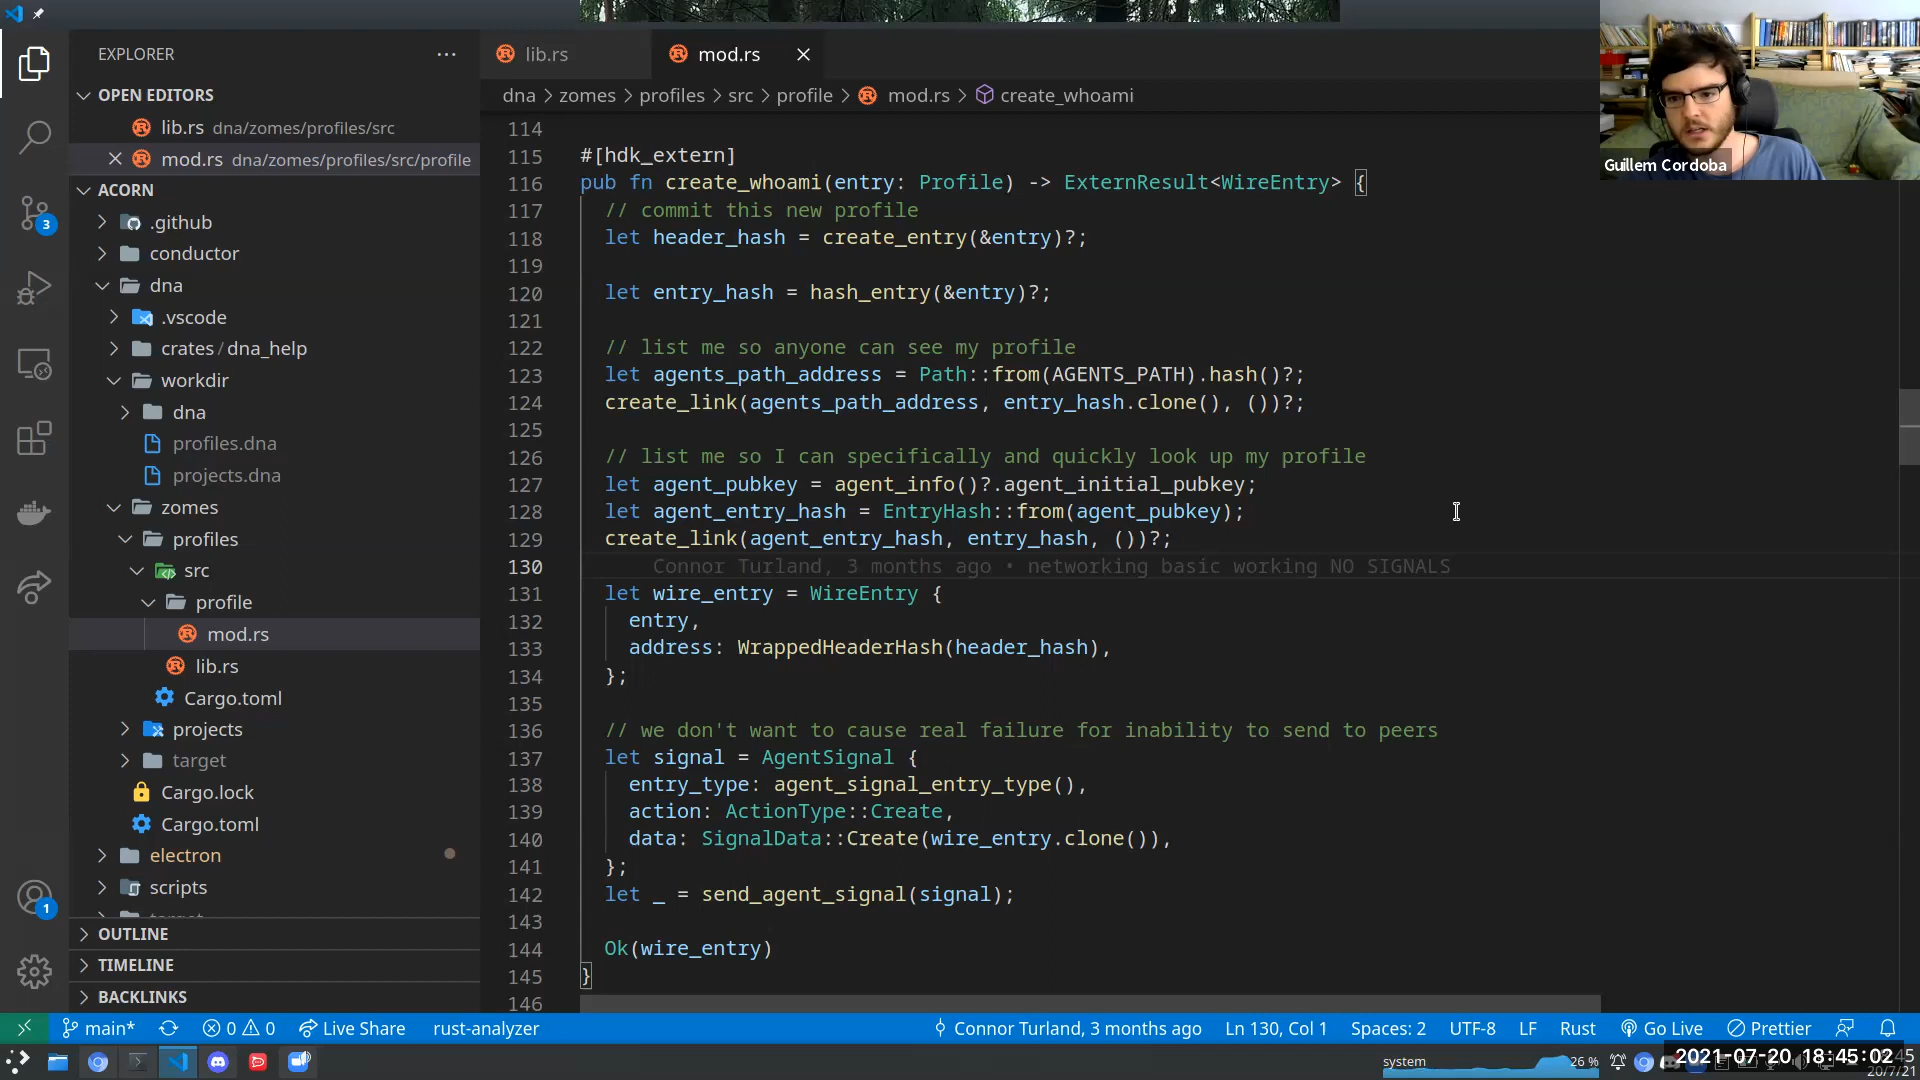 EXPLORER
OPEN EDITORS
lib.rs dna/zomes/profiles/src
mod.rs dna/zomes/profiles/src/profile
ACORN
.github
conductor
dna
.vscode
crates / dna_help
workdir
dna
profiles.dna
projects.dna
zomes
profiles
src
profile
mod.rs
lib.rs
Cargo.toml
projects
target
Cargo.lock
Cargo.toml
electron
scripts
target
OUTLINE
TIMELINE
BACKLINKS
3
1
lib.rs
mod.rs
dna > zomes > profiles > src > profile > mod.rs > create_whoami
114
115 #[hdk_extern]
116 pub fn create_whoami(entry: Profile) -> ExternResult<WireEntry> {
117 // commit this new profile
118 let header_hash = create_entry(&entry)?;
119
120 let entry_hash = hash_entry(&entry)?;
121
122 // list me so anyone can see my profile
123 let agents_path_address = Path::from(AGENTS_PATH).hash()?;
124 create_link(agents_path_address, entry_hash.clone(), ())?;
125
126 // list me so I can specifically and quickly look up my profile
127 let agent_pubkey = agent_info()?.agent_initial_pubkey;
128 let agent_entry_hash = EntryHash::from(agent_pubkey);
129 create_link(agent_entry_hash, entry_hash, ())?;
130 Connor Turland, 3 months ago • networking basic working NO SIGNALS
131 let wire_entry = WireEntry {
132 entry,
133 address: WrappedHeaderHash(header_hash),
134 };
135
136 // we don't want to cause real failure for inability to send to peers
137 let signal = AgentSignal {
138 entry_type: agent_signal_entry_type(),
139 action: ActionType::Create,
140 data: SignalData::Create(wire_entry.clone()),
141 };
142 let _ = send_agent_signal(signal);
143
144 Ok(wire_entry)
145 }
146
Guillem Cordoba
main* 0 0 Live Share rust-analyzer Connor Turland, 3 months ago Ln 130, Col 1 Spaces: 2 UTF-8 LF Rust Go Live Prettier
system 26 % 2021-07-20 18:45:02
20/7/21